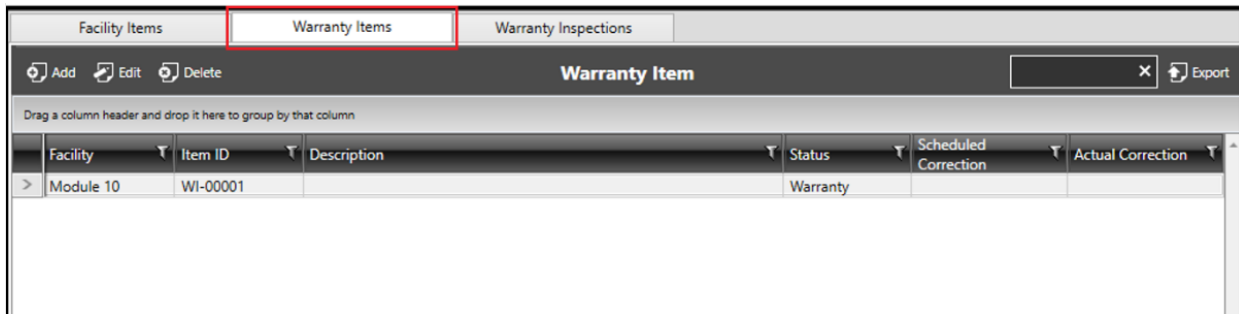 Facility Items Warranty Items Warranty Inspections
Add Edit Delete Warranty Item Export
Drag a column header and drop it here to group by that column
Facility Item ID Description Status Scheduled Correction Actual Correction
Module 10 WI-00001 Warranty